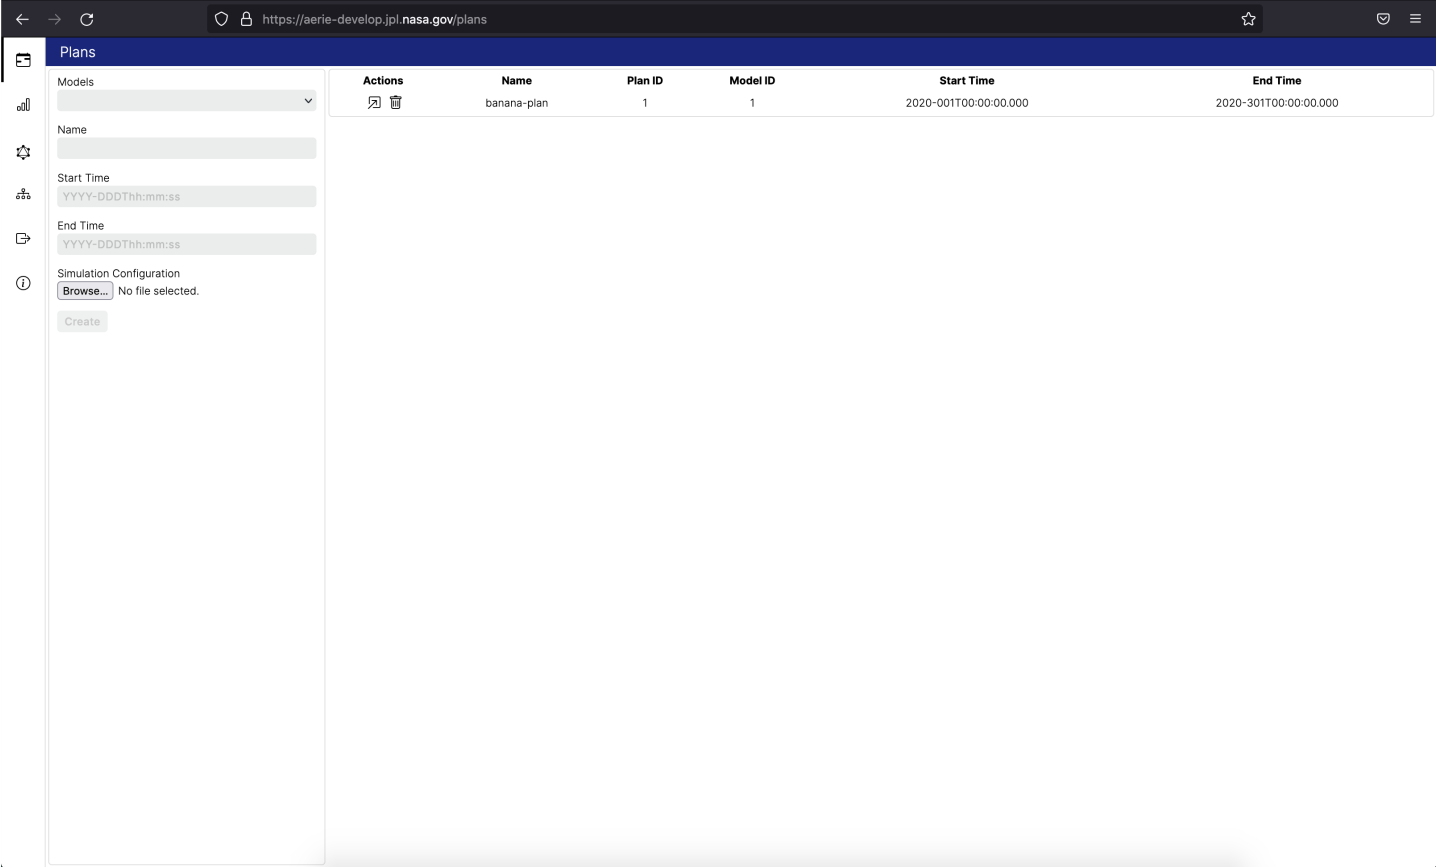 https://aerie-develop.jpl.nasa.gov/plans
Plans
Models
Name
Start Time
YYYY-DDDThh:mm:ss
End Time
YYYY-DDDThh:mm:ss
Simulation Configuration
Browse... No file selected.
Create
Actions Name Plan ID Model ID Start Time End Time
banana-plan 1 1 2020-001T00:00:00.000 2020-301T00:00:00.000